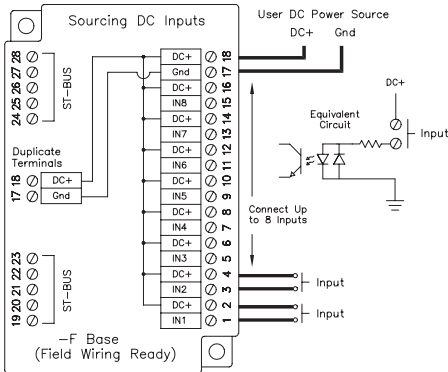 Sourcing DC Inputs
User DC Power Source
DC+ Gnd
28
27
26
25
24
ST-BUS
Duplicate
Terminals
18 DC+
17 Gnd
23
22
21
20
19
ST-BUS
DC+ 18
Gnd 17
DC+ 16
IN8 15
DC+ 14
IN7 13
DC+ 12
IN6 11
DC+ 10
IN5 9
DC+ 8
IN4 7
DC+ 6
IN3 5
DC+ 4
IN2 3
DC+ 2
IN1 1
DC+
Equivalent
Circuit
Input
Connect Up
to 8 Inputs
Input
Input
-F Base
(Field Wiring Ready)